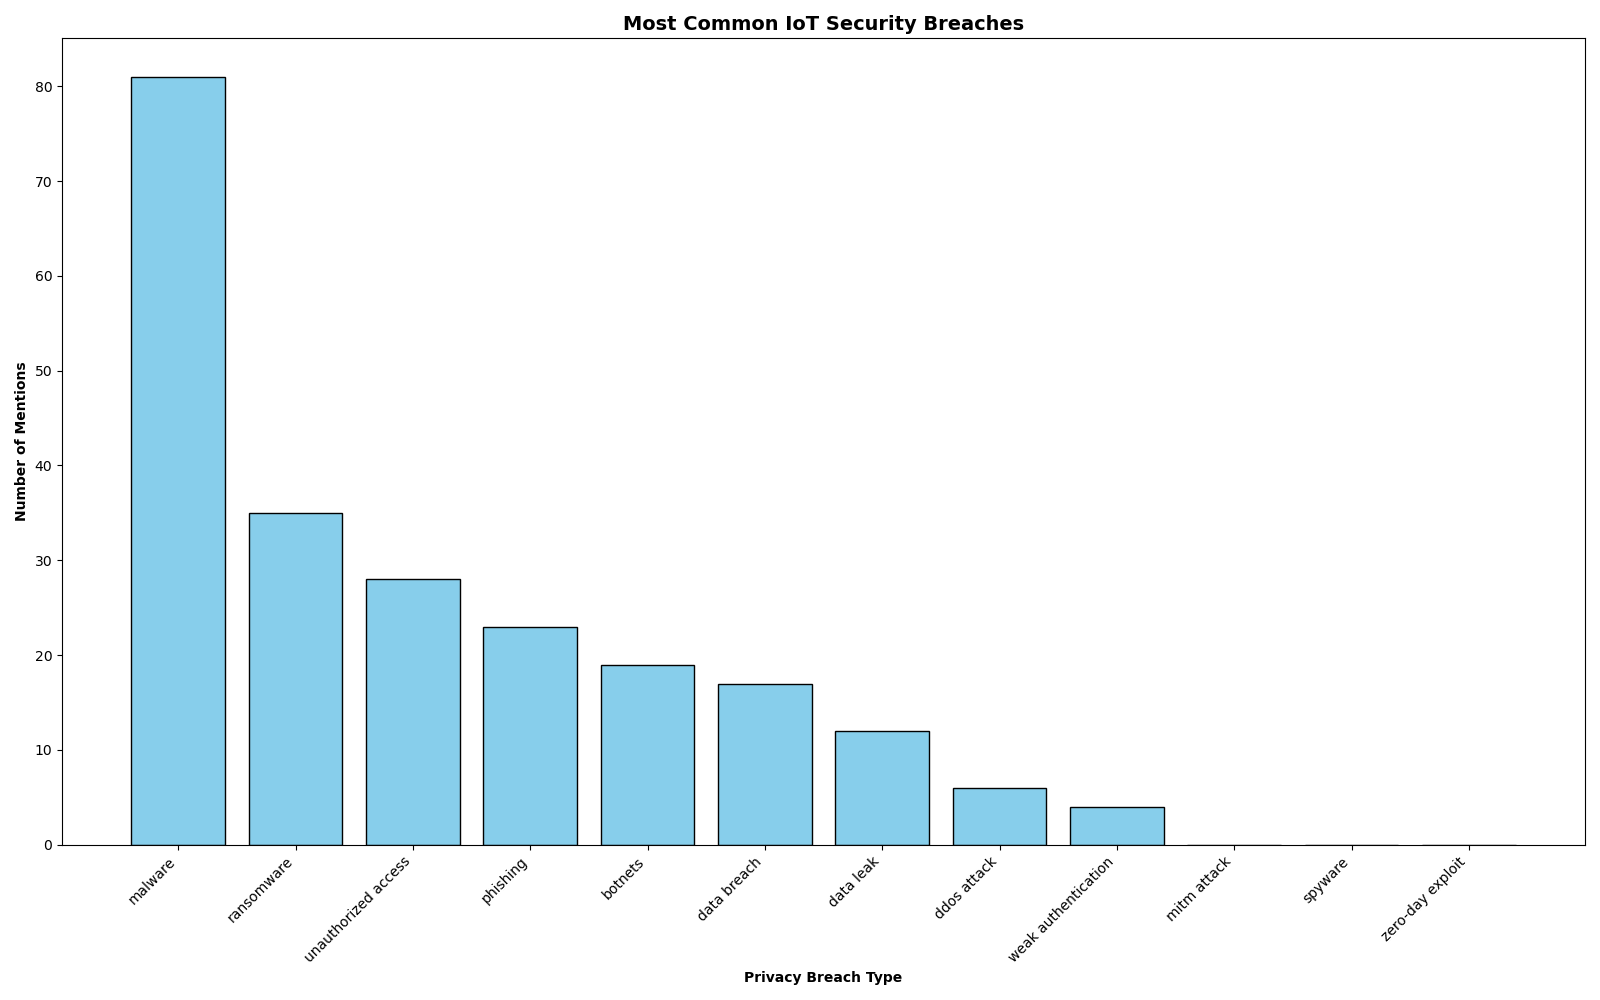 Most Common IoT Security Breaches
Number of Mentions
80
70
60
50
40
30
20
10
0
malware
ransomware
unauthorized access
phishing
botnets
data breach
data leak
ddos attack
weak authentication
mitm attack
spyware
zero-day exploit
Privacy Breach Type